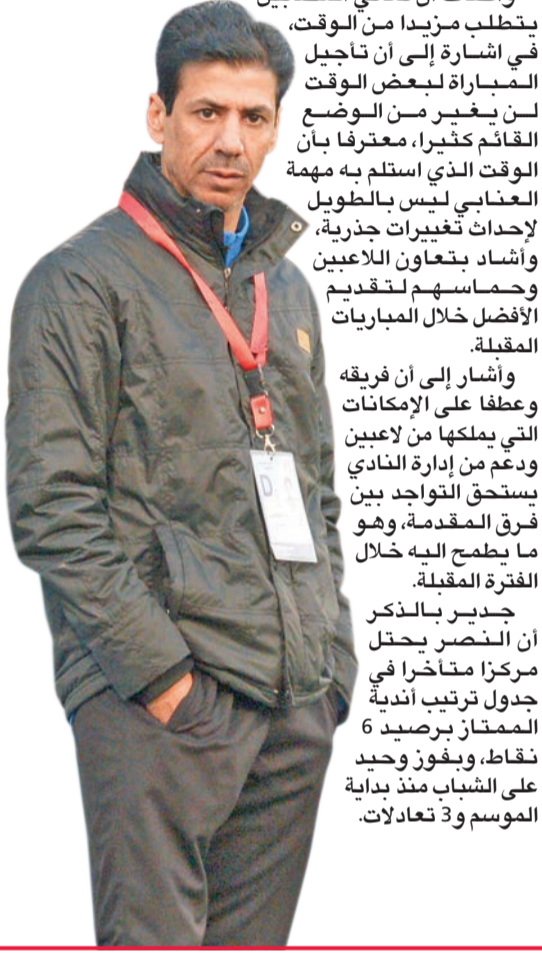 يتطلب مزيدا من الوقت،
في اشارة إلى أن تأجيل
المباراة لبعض الوقت
لن يغير من الوضع
القائم كثيرا، معترفا بأن
الوقت الذي استلم به مهمة
العنابي ليس بالطويل
لإحداث تغييرات جذرية،
وأشاد بتعاون اللاعبين
وحماسهم لتقديم
الأفضل خلال المباريات
المقبلة.
وأشار إلى أن فريقه
وعطفا على الإمكانات
التي يملكها من لاعبين
ودعم من إدارة النادي
يستحق التواجد بين
فرق المقدمة، وهو
ما يطمح اليه خلال
الفترة المقبلة.
جدير بالذكر
أن النصر يحتل
مركزا متأخرا في
جدول ترتيب أندية
الممتاز برصيد 6
نقاط، وبفوز وحيد
على الشباب منذ بداية
الموسم و3 تعادلات.
D